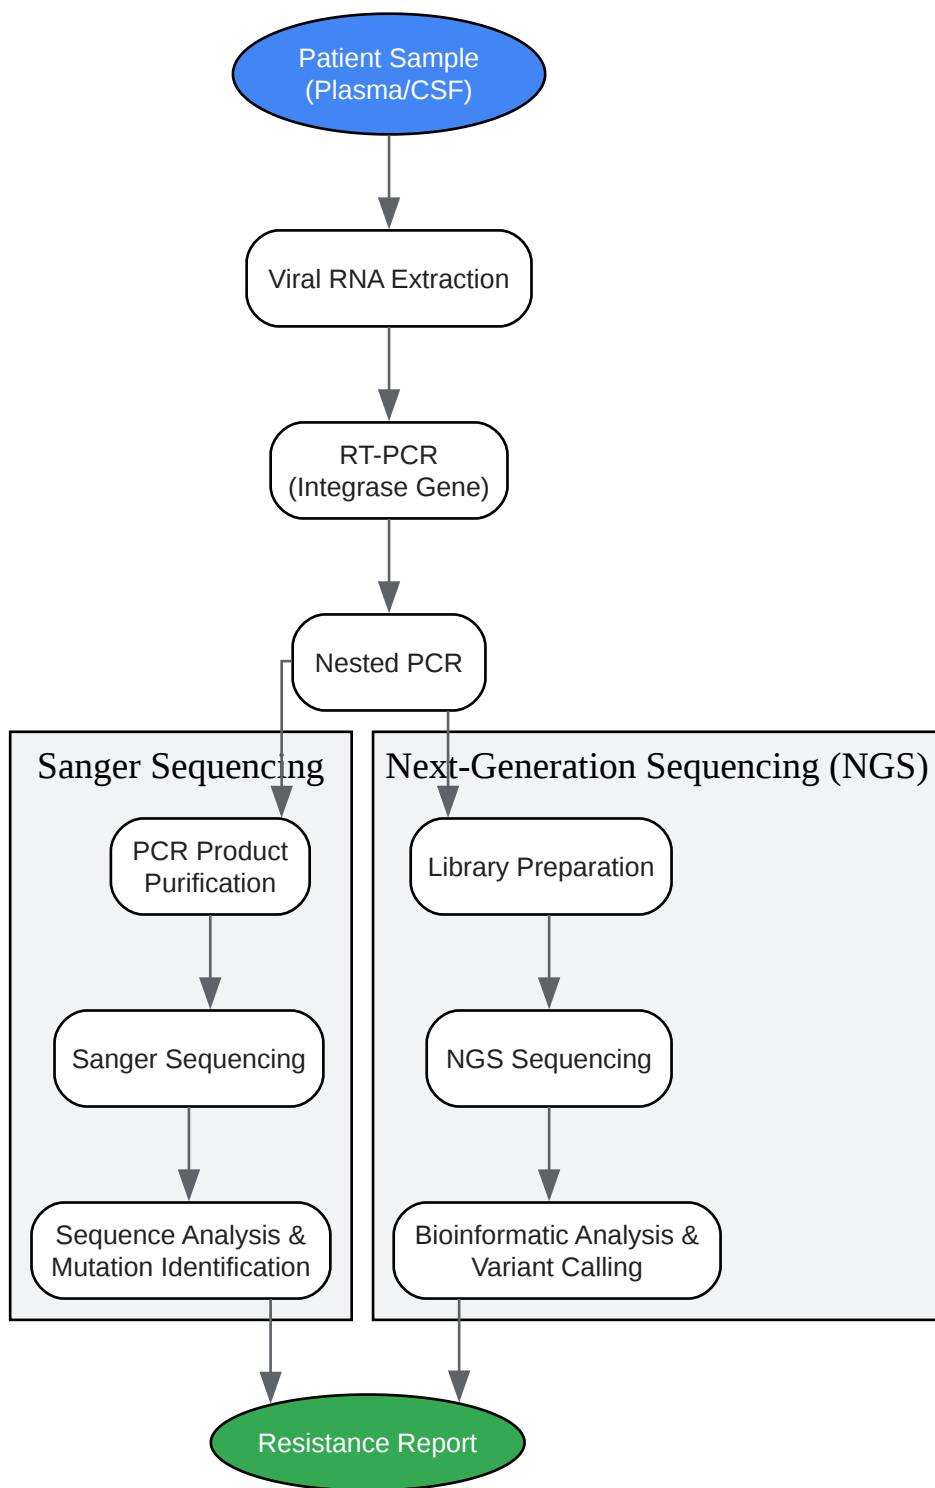 Patient Sample
(Plasma/CSF)
Viral RNA Extraction
RT-PCR
(Integrase Gene)
Nested PCR
Sanger Sequencing
PCR Product
Purification
Sanger Sequencing
Sequence Analysis &
Mutation Identification
Next-Generation Sequencing (NGS)
Library Preparation
NGS Sequencing
Bioinformatic Analysis &
Variant Calling
Resistance Report